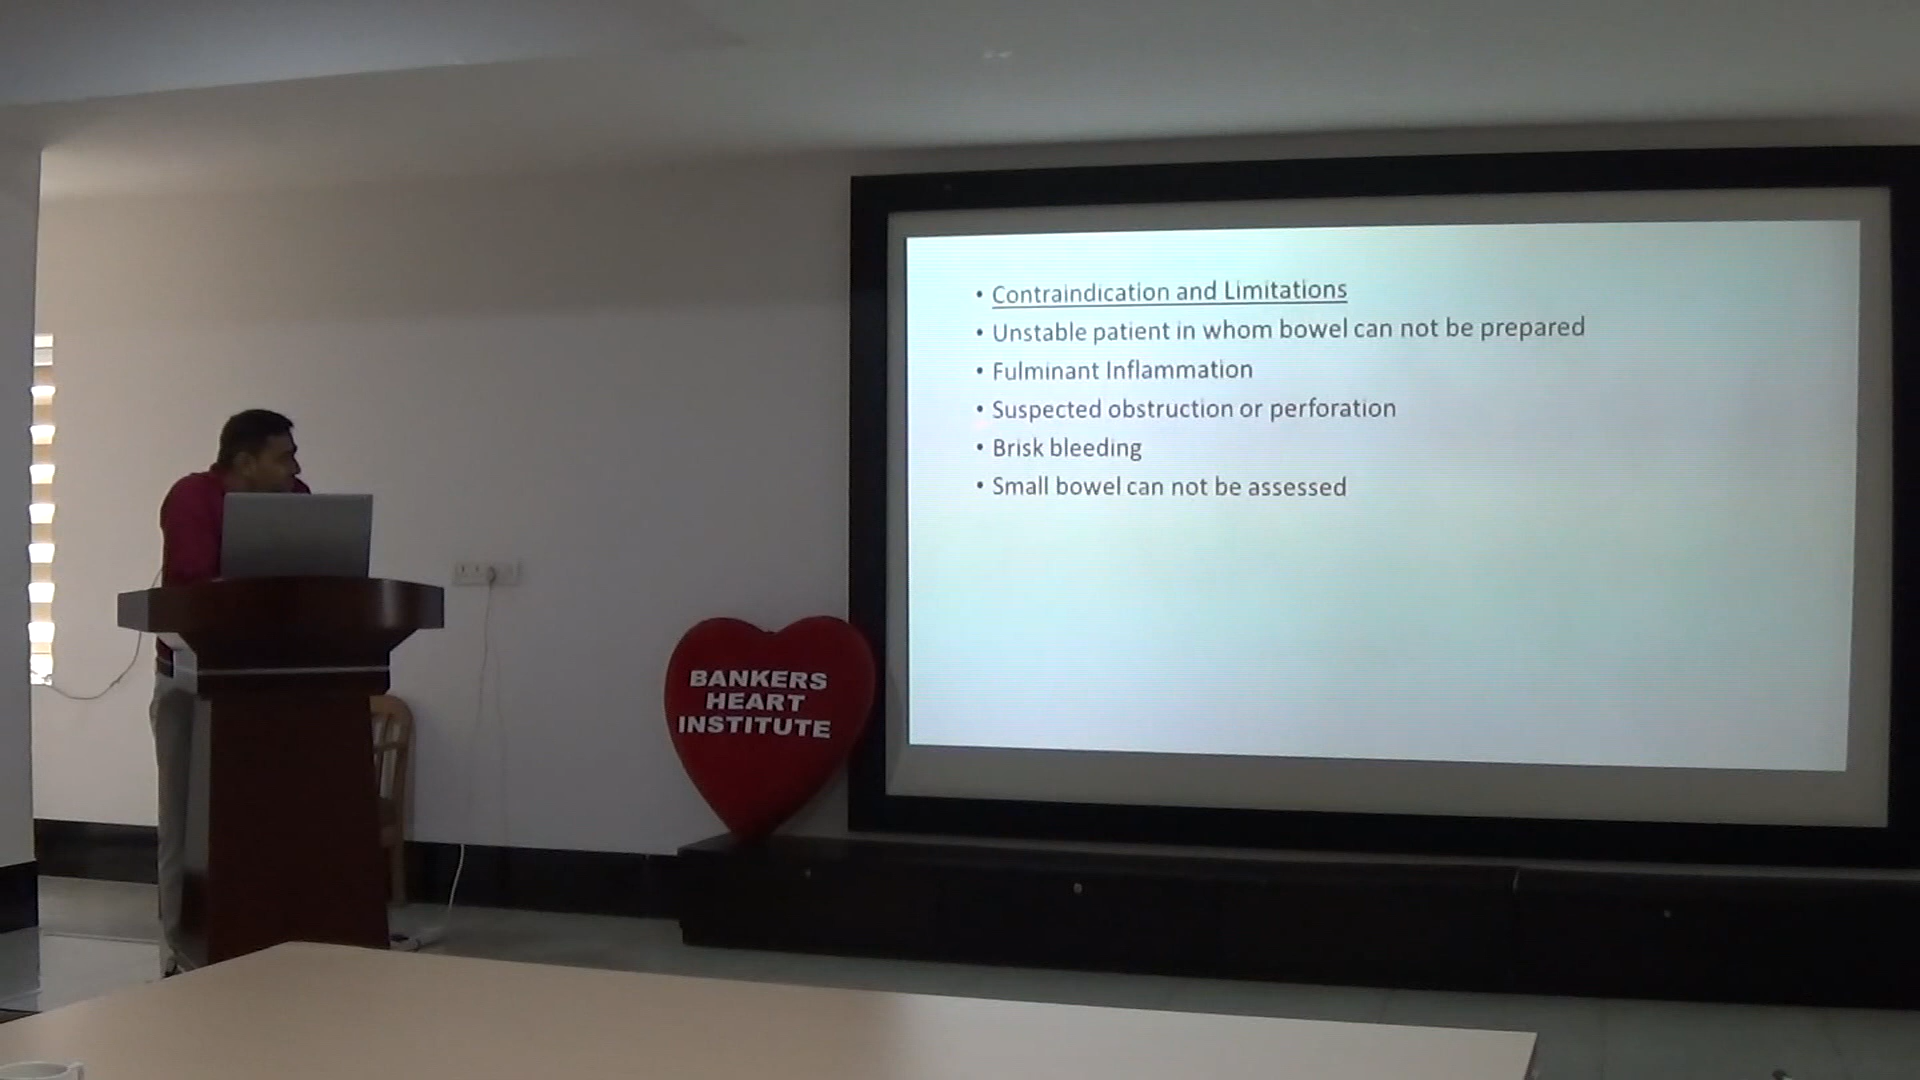 • Contraindication and Limitations
• Unstable patient in whom bowel can not be prepared
• Fulminant Inflammation
• Suspected obstruction or perforation
• Brisk bleeding
• Small bowel can not be assessed
BANKERS
HEART
INSTITUTE